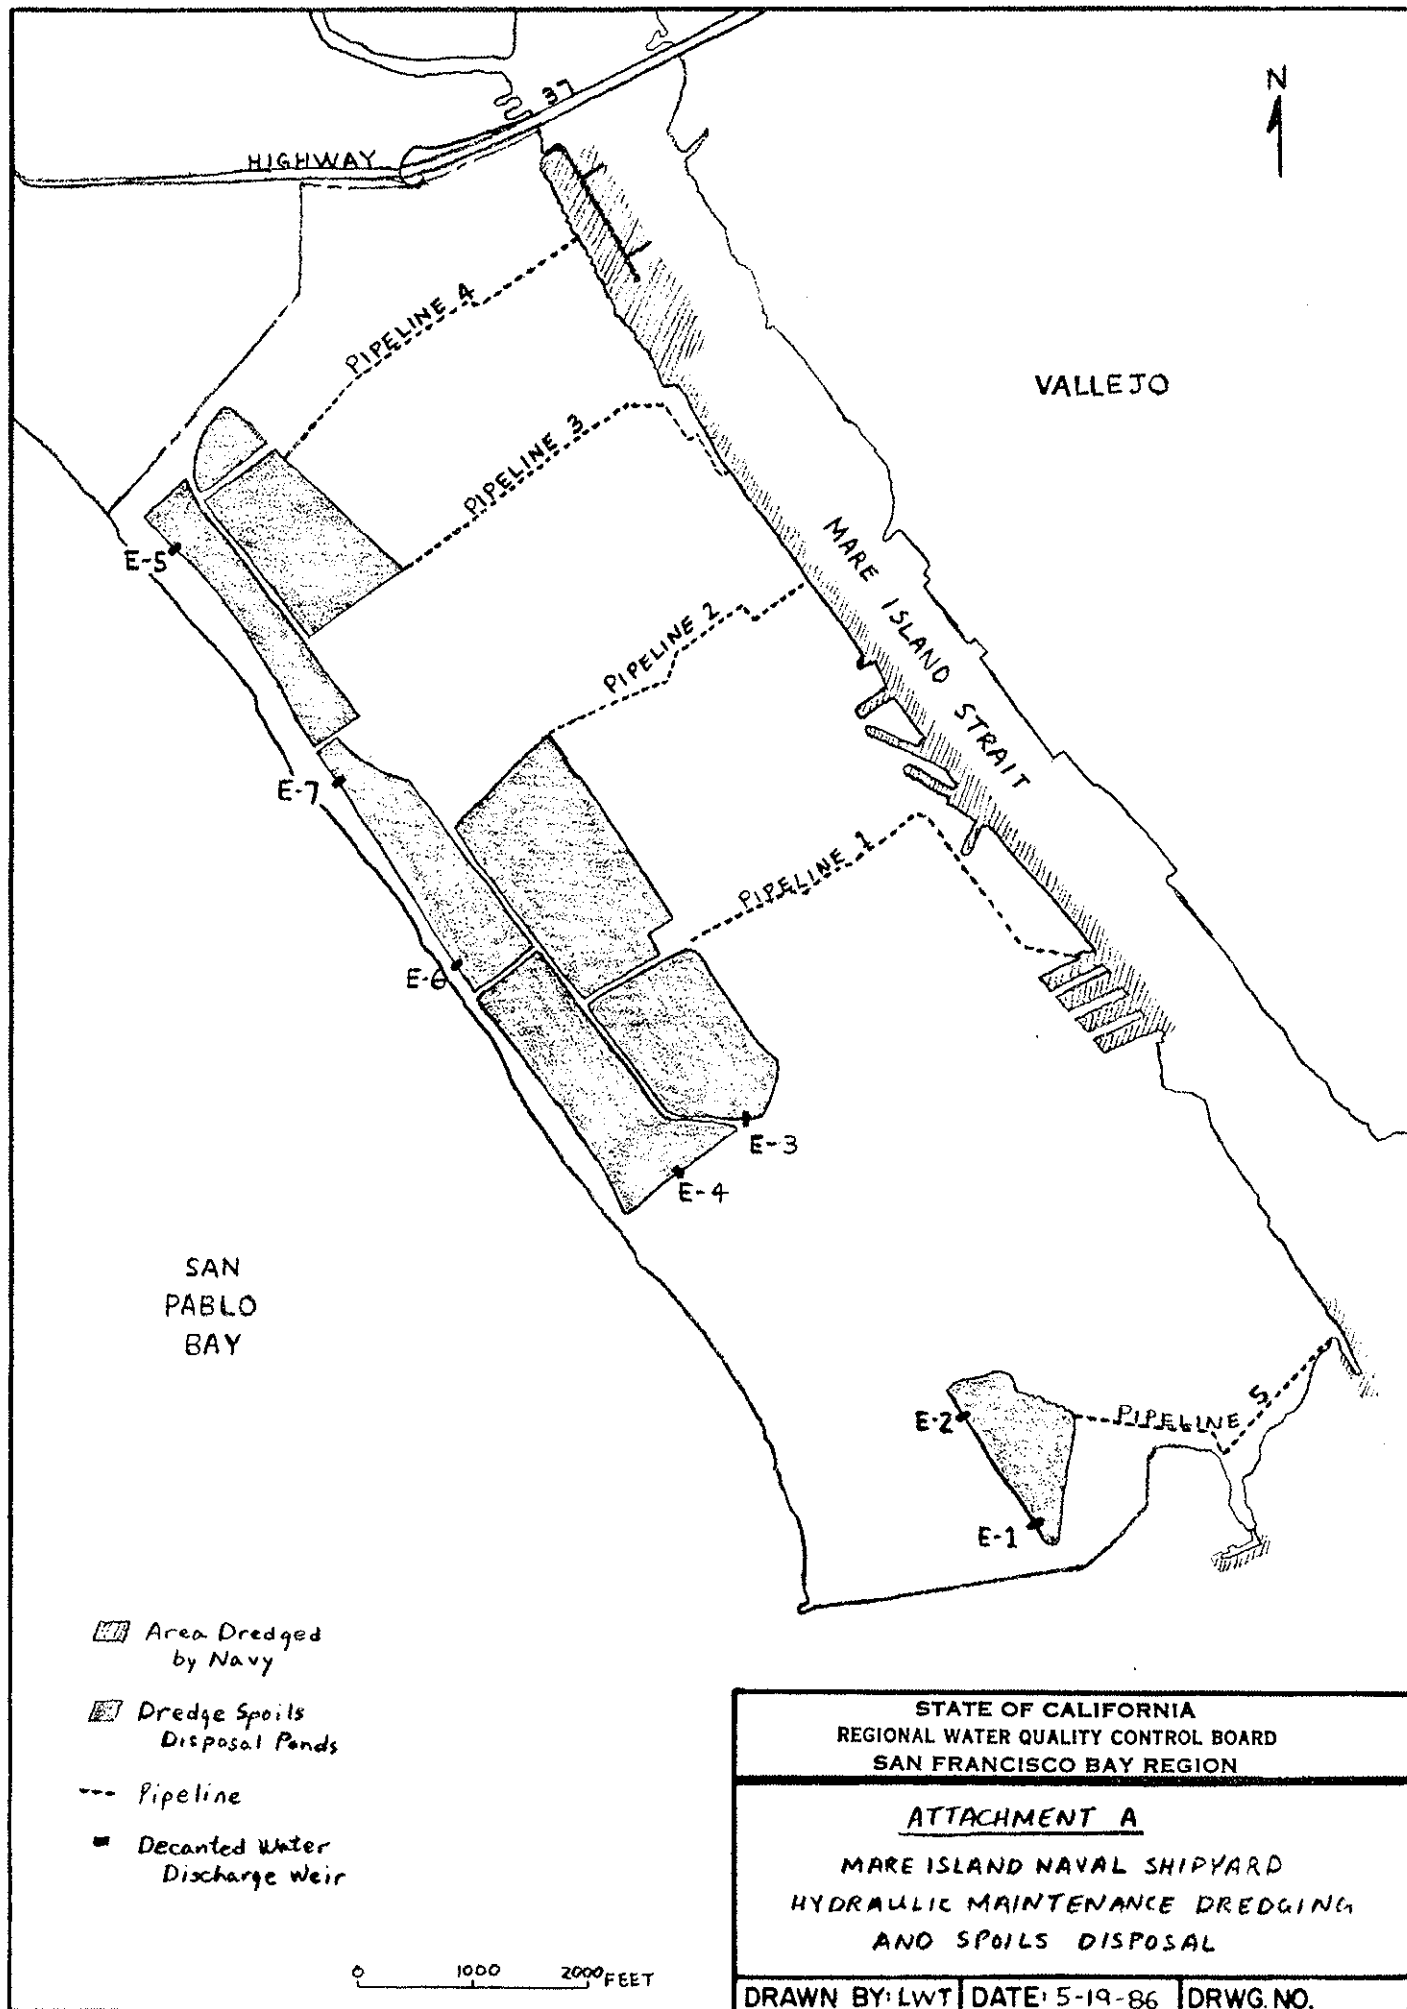 N
HIGHWAY 37
PIPELINE 4
VALLEJO
PIPELINE 3
MARE ISLAND STRAIT
E-5
PIPELINE 2
E-7
PIPELINE 1
E-6
E-3
E-4
SAN
PABLO
BAY
E-2
PIPELINE 5
E-1
Area Dredged
by Navy
Dredge Spoils
Disposal Ponds
Pipeline
Decanted Water
Discharge Weir
0 1000 2000 FEET
STATE OF CALIFORNIA
REGIONAL WATER QUALITY CONTROL BOARD
SAN FRANCISCO BAY REGION
ATTACHMENT A
MARE ISLAND NAVAL SHIPYARD
HYDRAULIC MAINTENANCE DREDGING
AND SPOILS DISPOSAL
DRAWN BY: LWT DATE: 5-19-86 DRWG. NO.